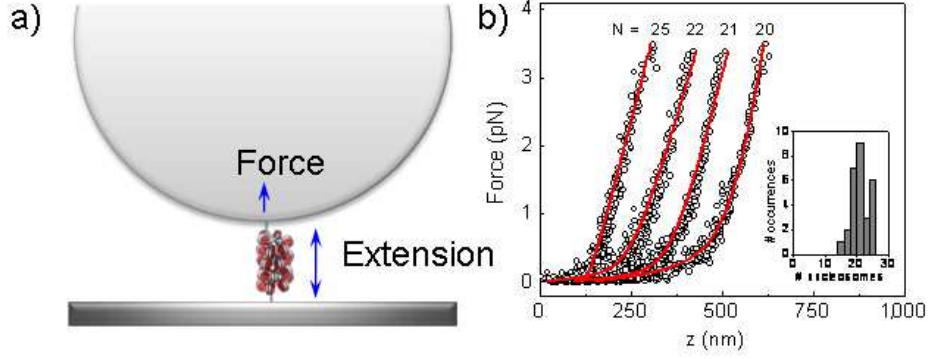 a)
Force
Extension
b)
N = 25 22 21 20
Force (pN)
4
3
2
1
0
0 250 500 750 1,000
z (nm)
# occurrences
10
8
6
4
2
0
0 10 20 30
# nucleosomes